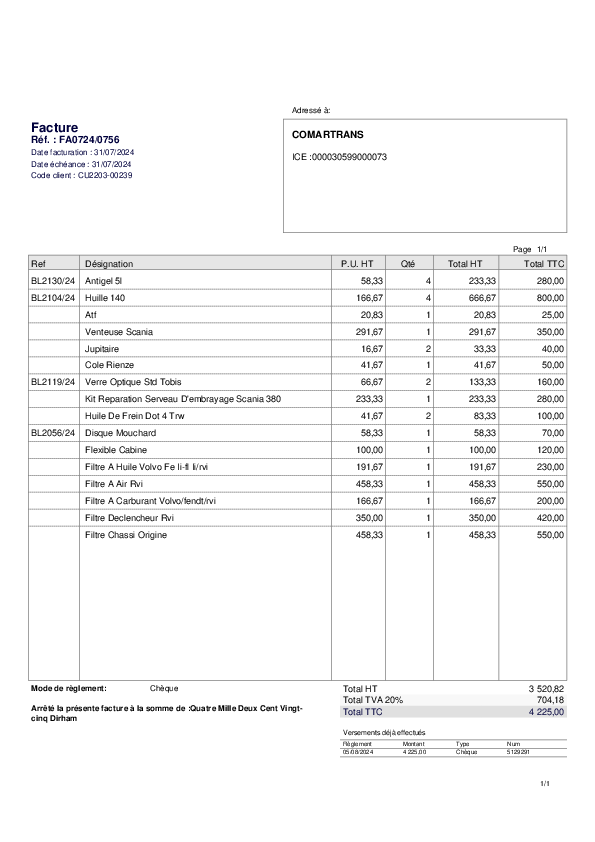 Adressé à:
Facture
Réf. : FA0724/0756
Date facturation : 31/07/2024
Date échéance : 31/07/2024
Code client : CU2203-00239
COMARTRANS
ICE :000030599000073
Page 1/1
Ref Désignation P.U. HT Qté Total HT Total TTC
BL2130/24 Antigel 5l 58,33 4 233,33 280,00
BL2104/24 Huille 140 166,67 4 666,67 800,00
Atf 20,83 1 20,83 25,00
Venteuse Scania 291,67 1 291,67 350,00
Jupitaire 16,67 2 33,33 40,00
Cole Rienze 41,67 1 41,67 50,00
BL2119/24 Verre Optique Std Tobis 66,67 2 133,33 160,00
Kit Reparation Serveau D'embrayage Scania 380 233,33 1 233,33 280,00
Huile De Frein Dot 4 Trw 41,67 2 83,33 100,00
BL2056/24 Disque Mouchard 58,33 1 58,33 70,00
Flexible Cabine 100,00 1 100,00 120,00
Filtre A Huile Volvo Fe Ii-fl Ii/rvi 191,67 1 191,67 230,00
Filtre A Air Rvi 458,33 1 458,33 550,00
Filtre A Carburant Volvo/fendt/rvi 166,67 1 166,67 200,00
Filtre Declencheur Rvi 350,00 1 350,00 420,00
Filtre Chassi Origine 458,33 1 458,33 550,00
Mode de règlement: Chèque
Arrêté la présente facture à la somme de :Quatre Mille Deux Cent Vingt-
cinq Dirham
Total HT 3 520,82
Total TVA 20% 704,18
Total TTC 4 225,00
Versements déjà effectués
Règlement Montant Type Num
05/08/2024 4 225,00 Chèque 5129291
1/1